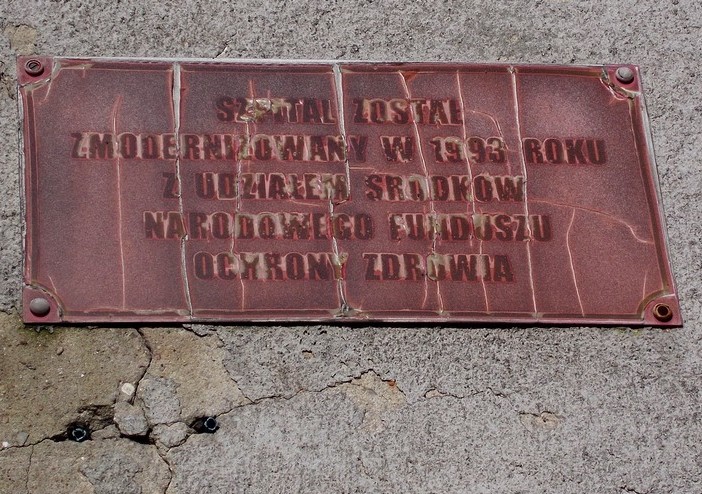 SZPITAL ZOSTAŁ
ZMODERNIZOWANY W 1993 ROKU
Z UDZIAŁEM ŚRODKÓW
NARODOWEGO FUNDUSZU
OCHRONY ZDROWIA